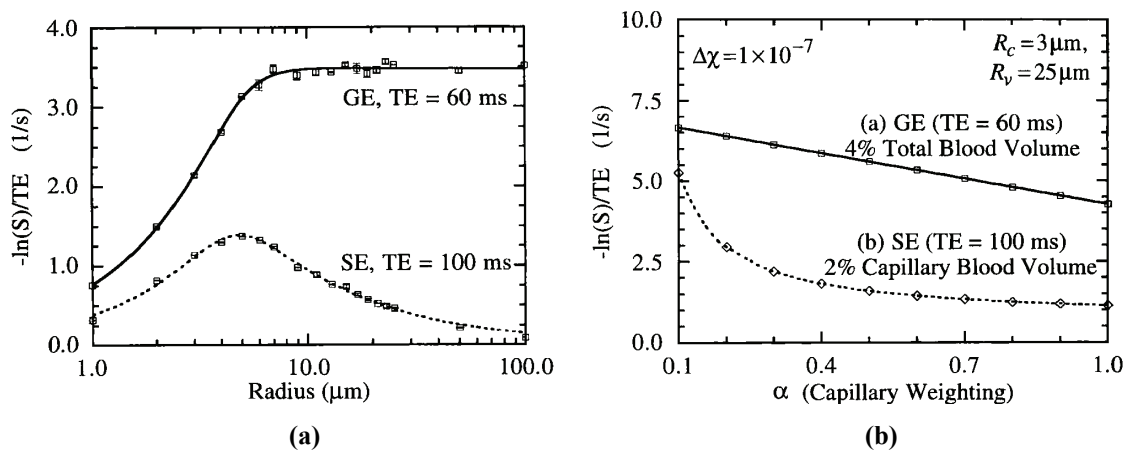 4.0
3.0
2.0
1.0
0.0
-ln(S)/TE (1/s)
GE, TE = 60 ms
SE, TE = 100 ms
1.0 10.0 100.0
Radius (μm)
(a)
10.0
7.5
5.0
2.5
0.0
-ln(S)/TE (1/s)
Δχ=1×10⁻⁷
R_c =3μm,
R_v =25μm
(a) GE (TE = 60 ms)
4% Total Blood Volume
(b) SE (TE = 100 ms)
2% Capillary Blood Volume
0.1 0.4 0.7 1.0
α (Capillary Weighting)
(b)